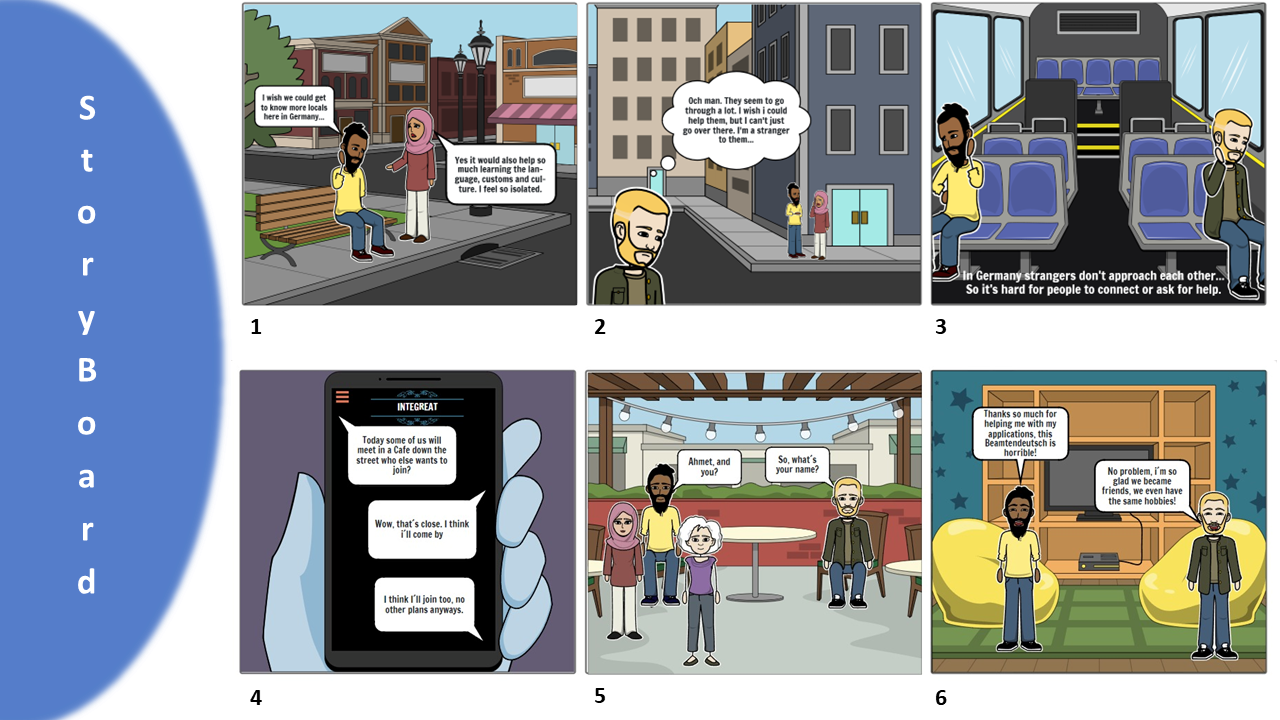 StoryBoard
I wish we could get
to know more locals
here in Germany...
Yes it would also help so
much learning the lan-
guage, customs and cul-
ture. I feel so isolated.
1
Och man. They seem to go
through a lot. I wish i could
help them, but I can't just
go over there. I'm a stranger
to them...
2
In Germany strangers don't approach each other...
So it's hard for people to connect or ask for help.
3
INTEGREAT
Today some of us will
meet in a Cafe down the
street who else wants to
join?
Wow, that´s close. I think
i´ll come by
I think I´ll join too, no
other plans anyways.
4
Ahmet, and
you?
So, what´s
your name?
5
Thanks so much for
helping me with my
applications, this
Beamtendeutsch is
horrible!
No problem, i´m so
glad we became
friends, we even have
the same hobbies!
6